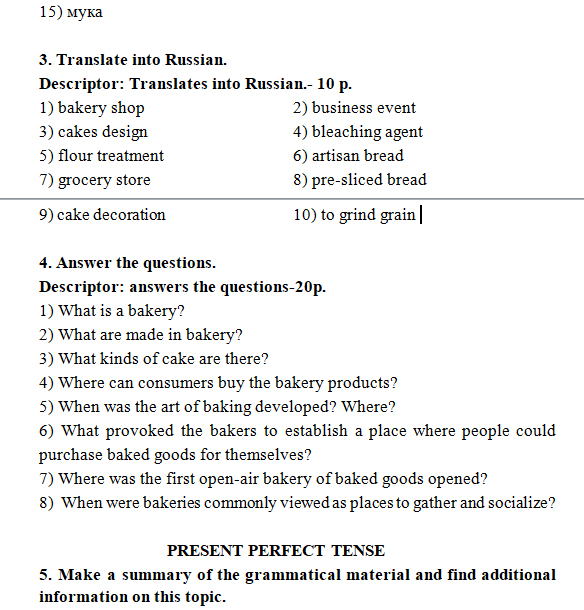 15) мука
3. Translate into Russian.
Descriptor: Translates into Russian.- 10 p.
1) bakery shop 2) business event
3) cakes design 4) bleaching agent
5) flour treatment 6) artisan bread
7) grocery store 8) pre-sliced bread
9) cake decoration 10) to grind grain
4. Answer the questions.
Descriptor: answers the questions-20p.
1) What is a bakery?
2) What are made in bakery?
3) What kinds of cake are there?
4) Where can consumers buy the bakery products?
5) When was the art of baking developed? Where?
6) What provoked the bakers to establish a place where people could
purchase baked goods for themselves?
7) Where was the first open-air bakery of baked goods opened?
8) When were bakeries commonly viewed as places to gather and socialize?
PRESENT PERFECT TENSE
5. Make a summary of the grammatical material and find additional
information on this topic.